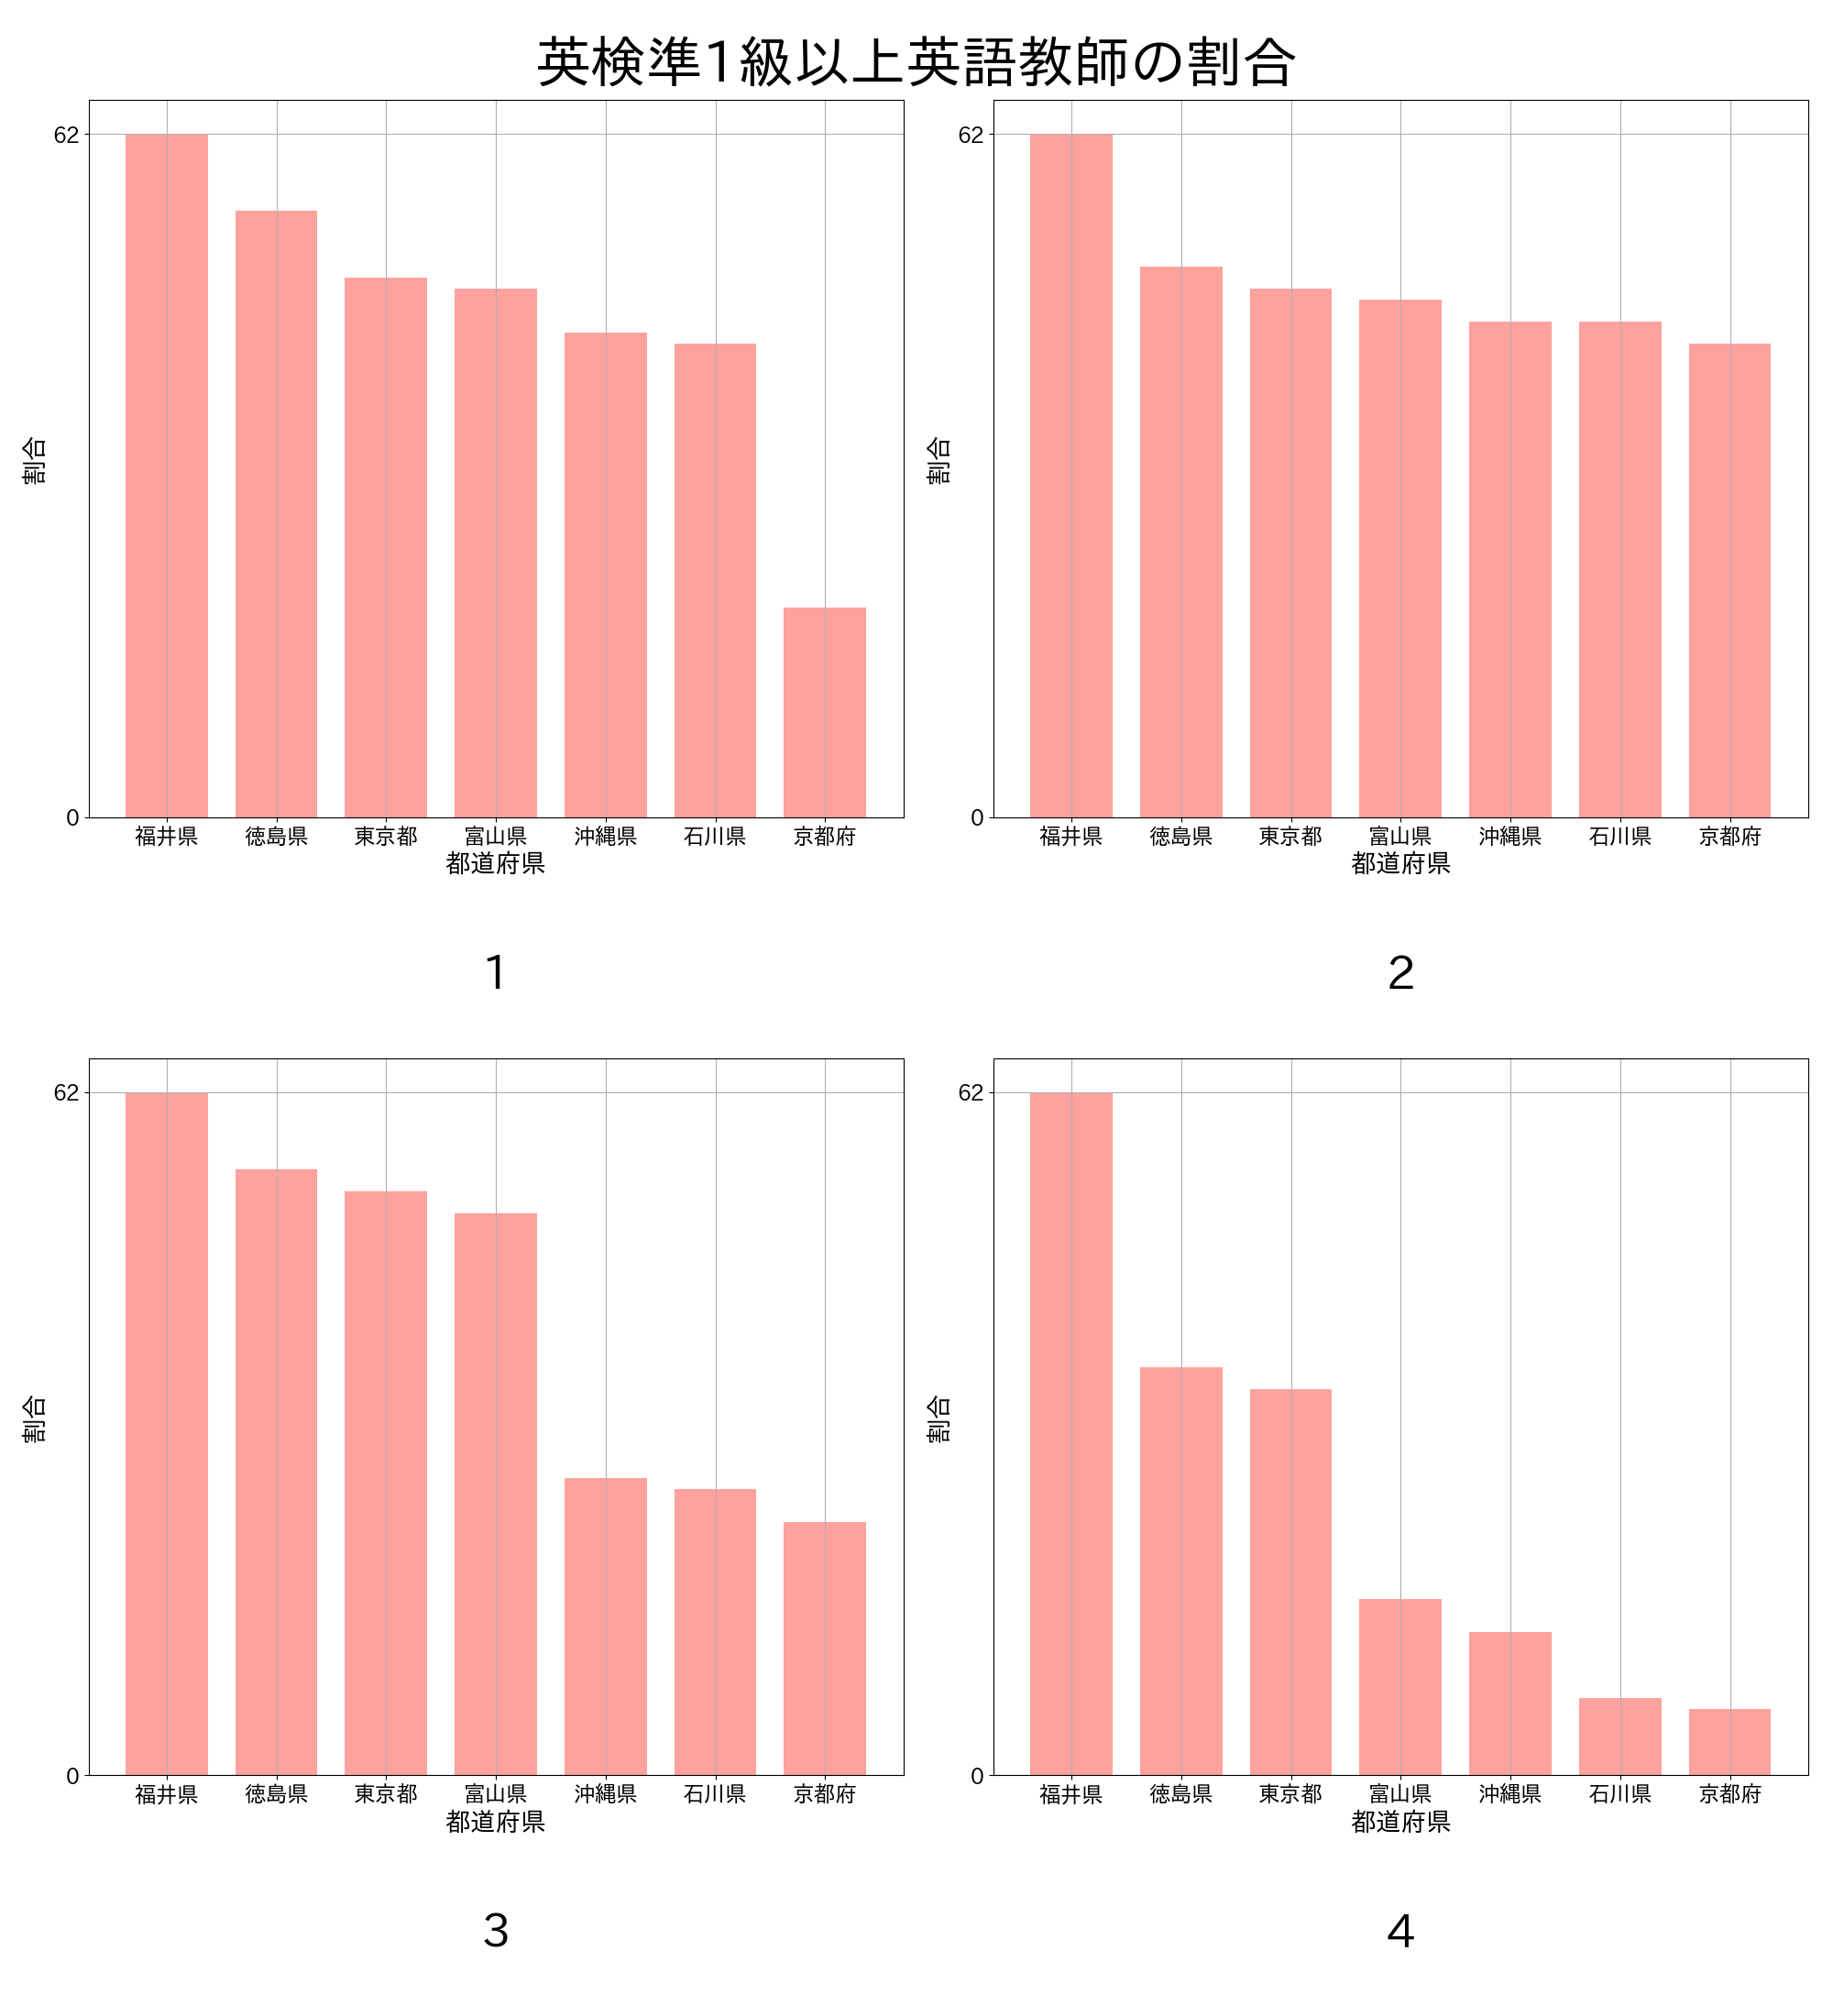 英検準1級以上英語教師の割合
62
0
割合
福井県 徳島県 東京都 富山県 沖縄県 石川県 京都府
都道府県
1
62
0
割合
福井県 徳島県 東京都 富山県 沖縄県 石川県 京都府
都道府県
2
62
0
割合
福井県 徳島県 東京都 富山県 沖縄県 石川県 京都府
都道府県
3
62
0
割合
福井県 徳島県 東京都 富山県 沖縄県 石川県 京都府
都道府県
4